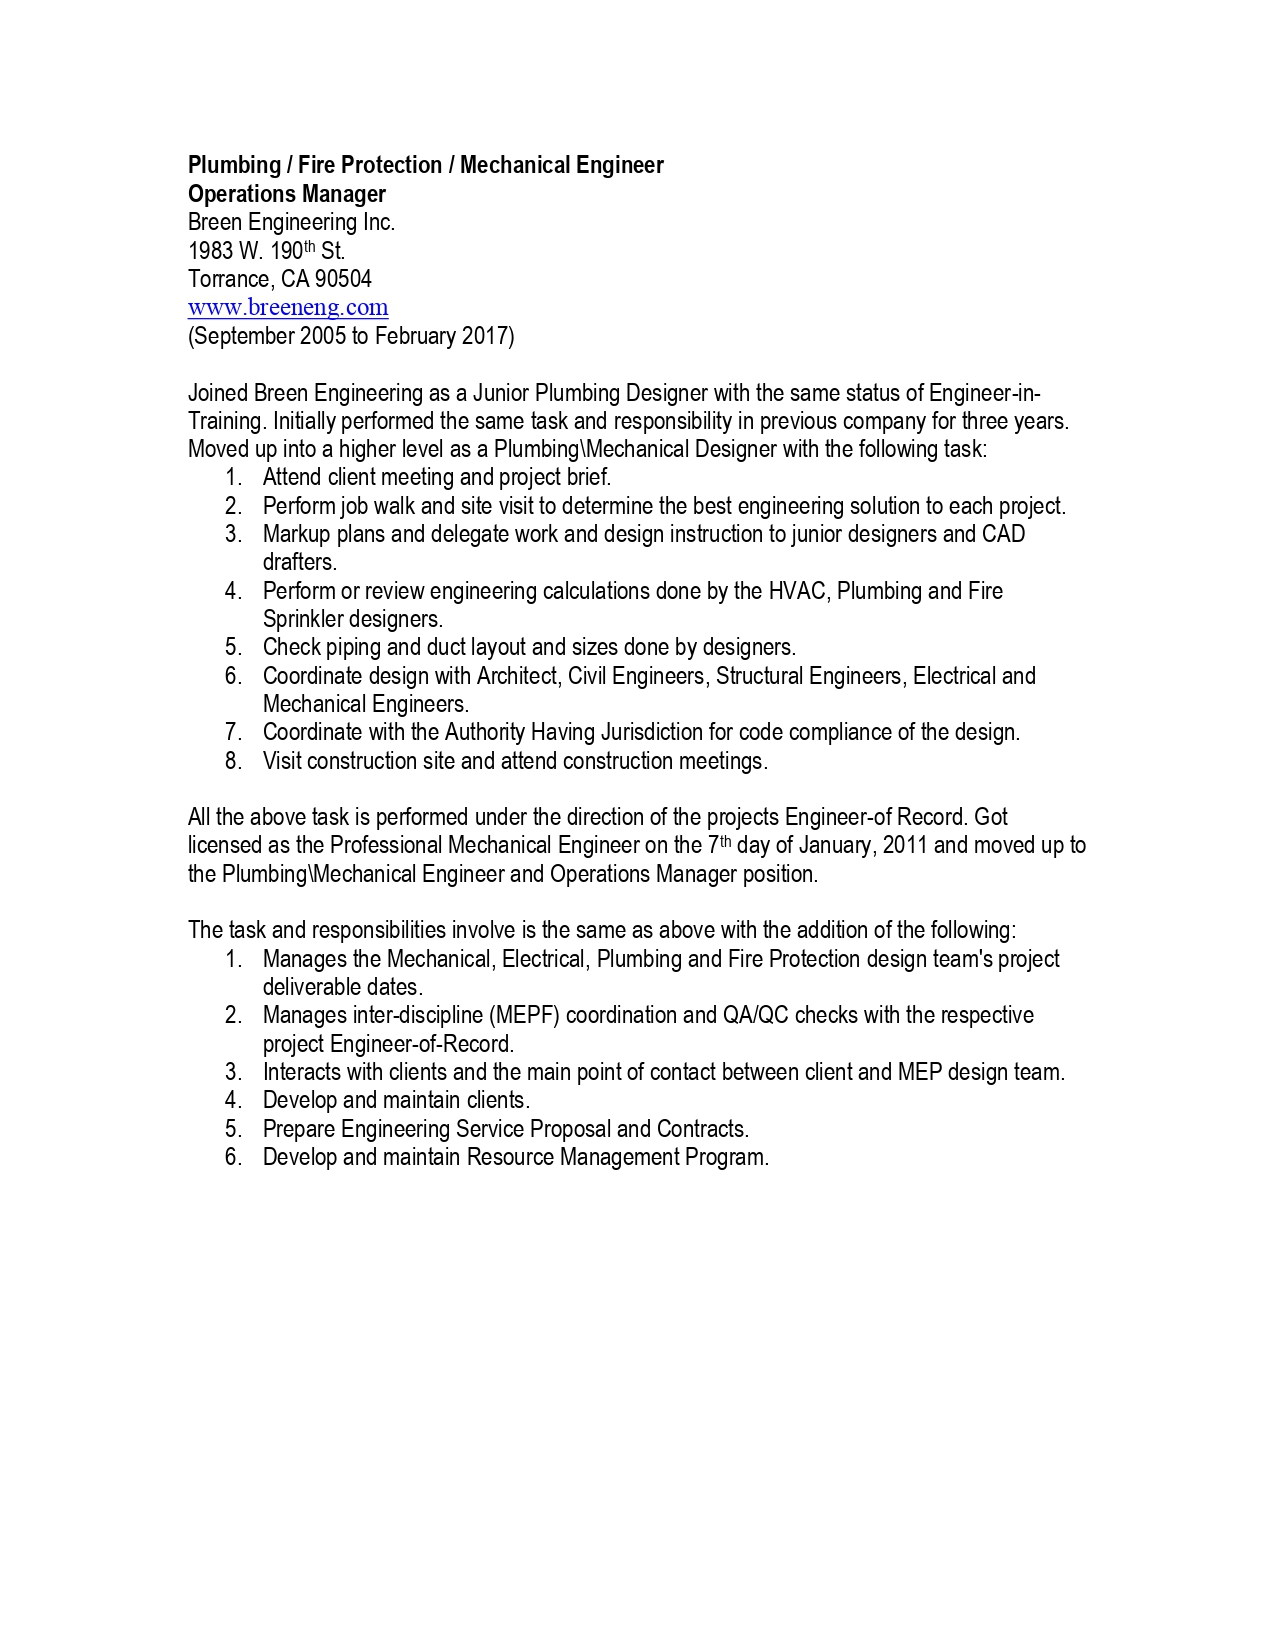 Plumbing / Fire Protection / Mechanical Engineer
Operations Manager
Breen Engineering Inc.
1983 W. 190th St.
Torrance, CA 90504
www.breeneng.com
(September 2005 to February 2017)
Joined Breen Engineering as a Junior Plumbing Designer with the same status of Engineer-in-
Training. Initially performed the same task and responsibility in previous company for three years.
Moved up into a higher level as a Plumbing\Mechanical Designer with the following task:
1. Attend client meeting and project brief.
2. Perform job walk and site visit to determine the best engineering solution to each project.
3. Markup plans and delegate work and design instruction to junior designers and CAD
drafters.
4. Perform or review engineering calculations done by the HVAC, Plumbing and Fire
Sprinkler designers.
5. Check piping and duct layout and sizes done by designers.
6. Coordinate design with Architect, Civil Engineers, Structural Engineers, Electrical and
Mechanical Engineers.
7. Coordinate with the Authority Having Jurisdiction for code compliance of the design.
8. Visit construction site and attend construction meetings.
All the above task is performed under the direction of the projects Engineer-of Record. Got
licensed as the Professional Mechanical Engineer on the 7th day of January, 2011 and moved up to
the Plumbing\Mechanical Engineer and Operations Manager position.
The task and responsibilities involve is the same as above with the addition of the following:
1. Manages the Mechanical, Electrical, Plumbing and Fire Protection design team's project
deliverable dates.
2. Manages inter-discipline (MEPF) coordination and QA/QC checks with the respective
project Engineer-of-Record.
3. Interacts with clients and the main point of contact between client and MEP design team.
4. Develop and maintain clients.
5. Prepare Engineering Service Proposal and Contracts.
6. Develop and maintain Resource Management Program.